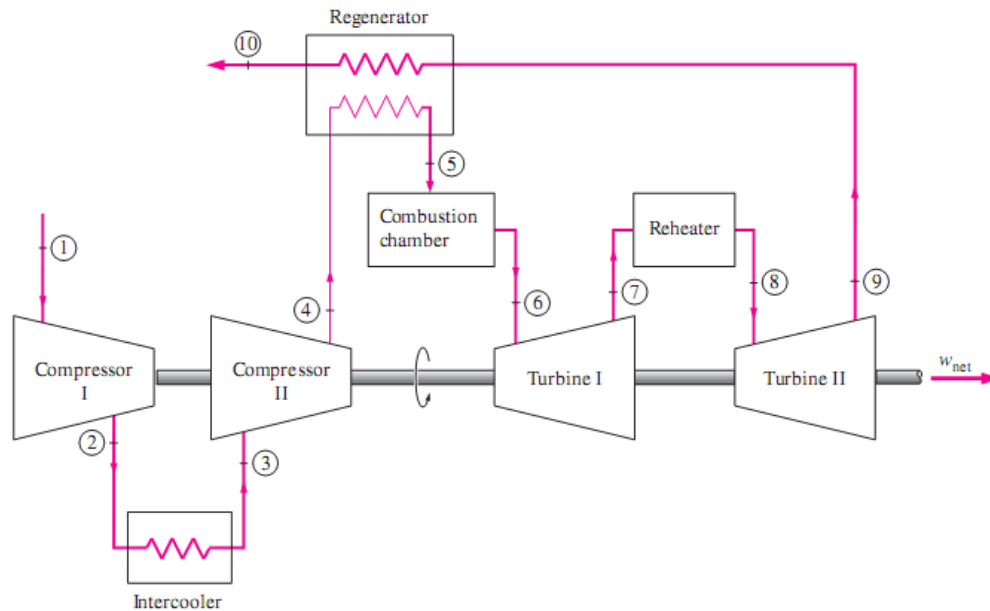 Regenerator
10
5
Combustion
chamber
Reheater
1
4
6
7
8
9
Compressor
I
Compressor
II
Turbine I
Turbine II
wnet
2
3
Intercooler